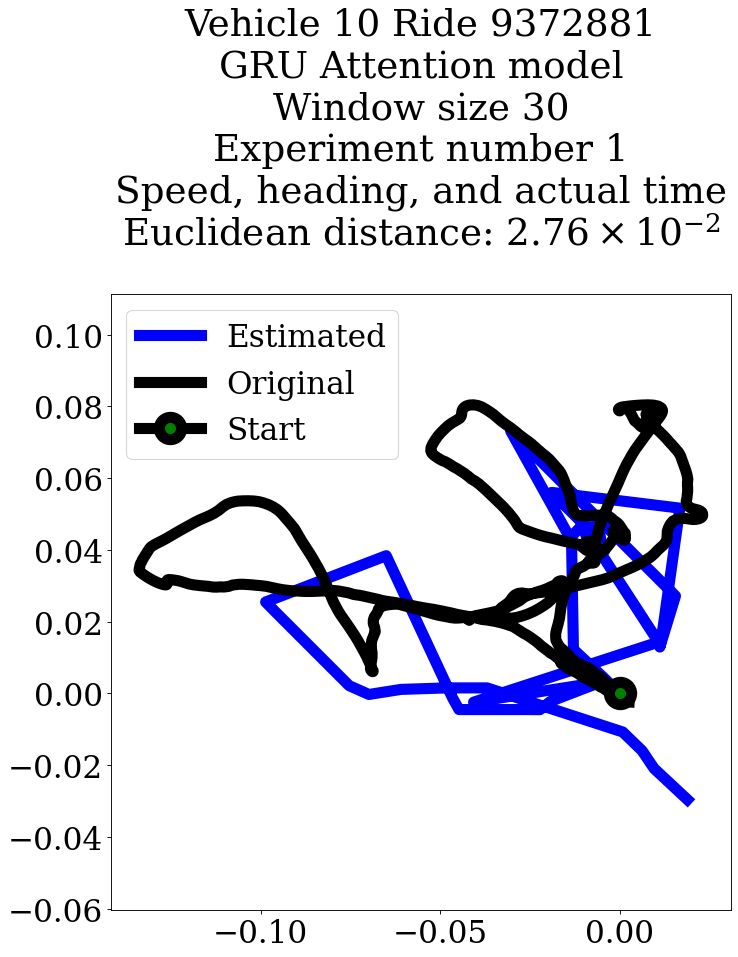 Vehicle 10 Ride 9372881
GRU Attention model
Window size 30
Experiment number 1
Speed, heading, and actual time
Euclidean distance: 2.76 × 10⁻²
Estimated
Original
Start
0.10
0.08
0.06
0.04
0.02
0.00
−0.02
−0.04
−0.06
−0.10
−0.05
0.00